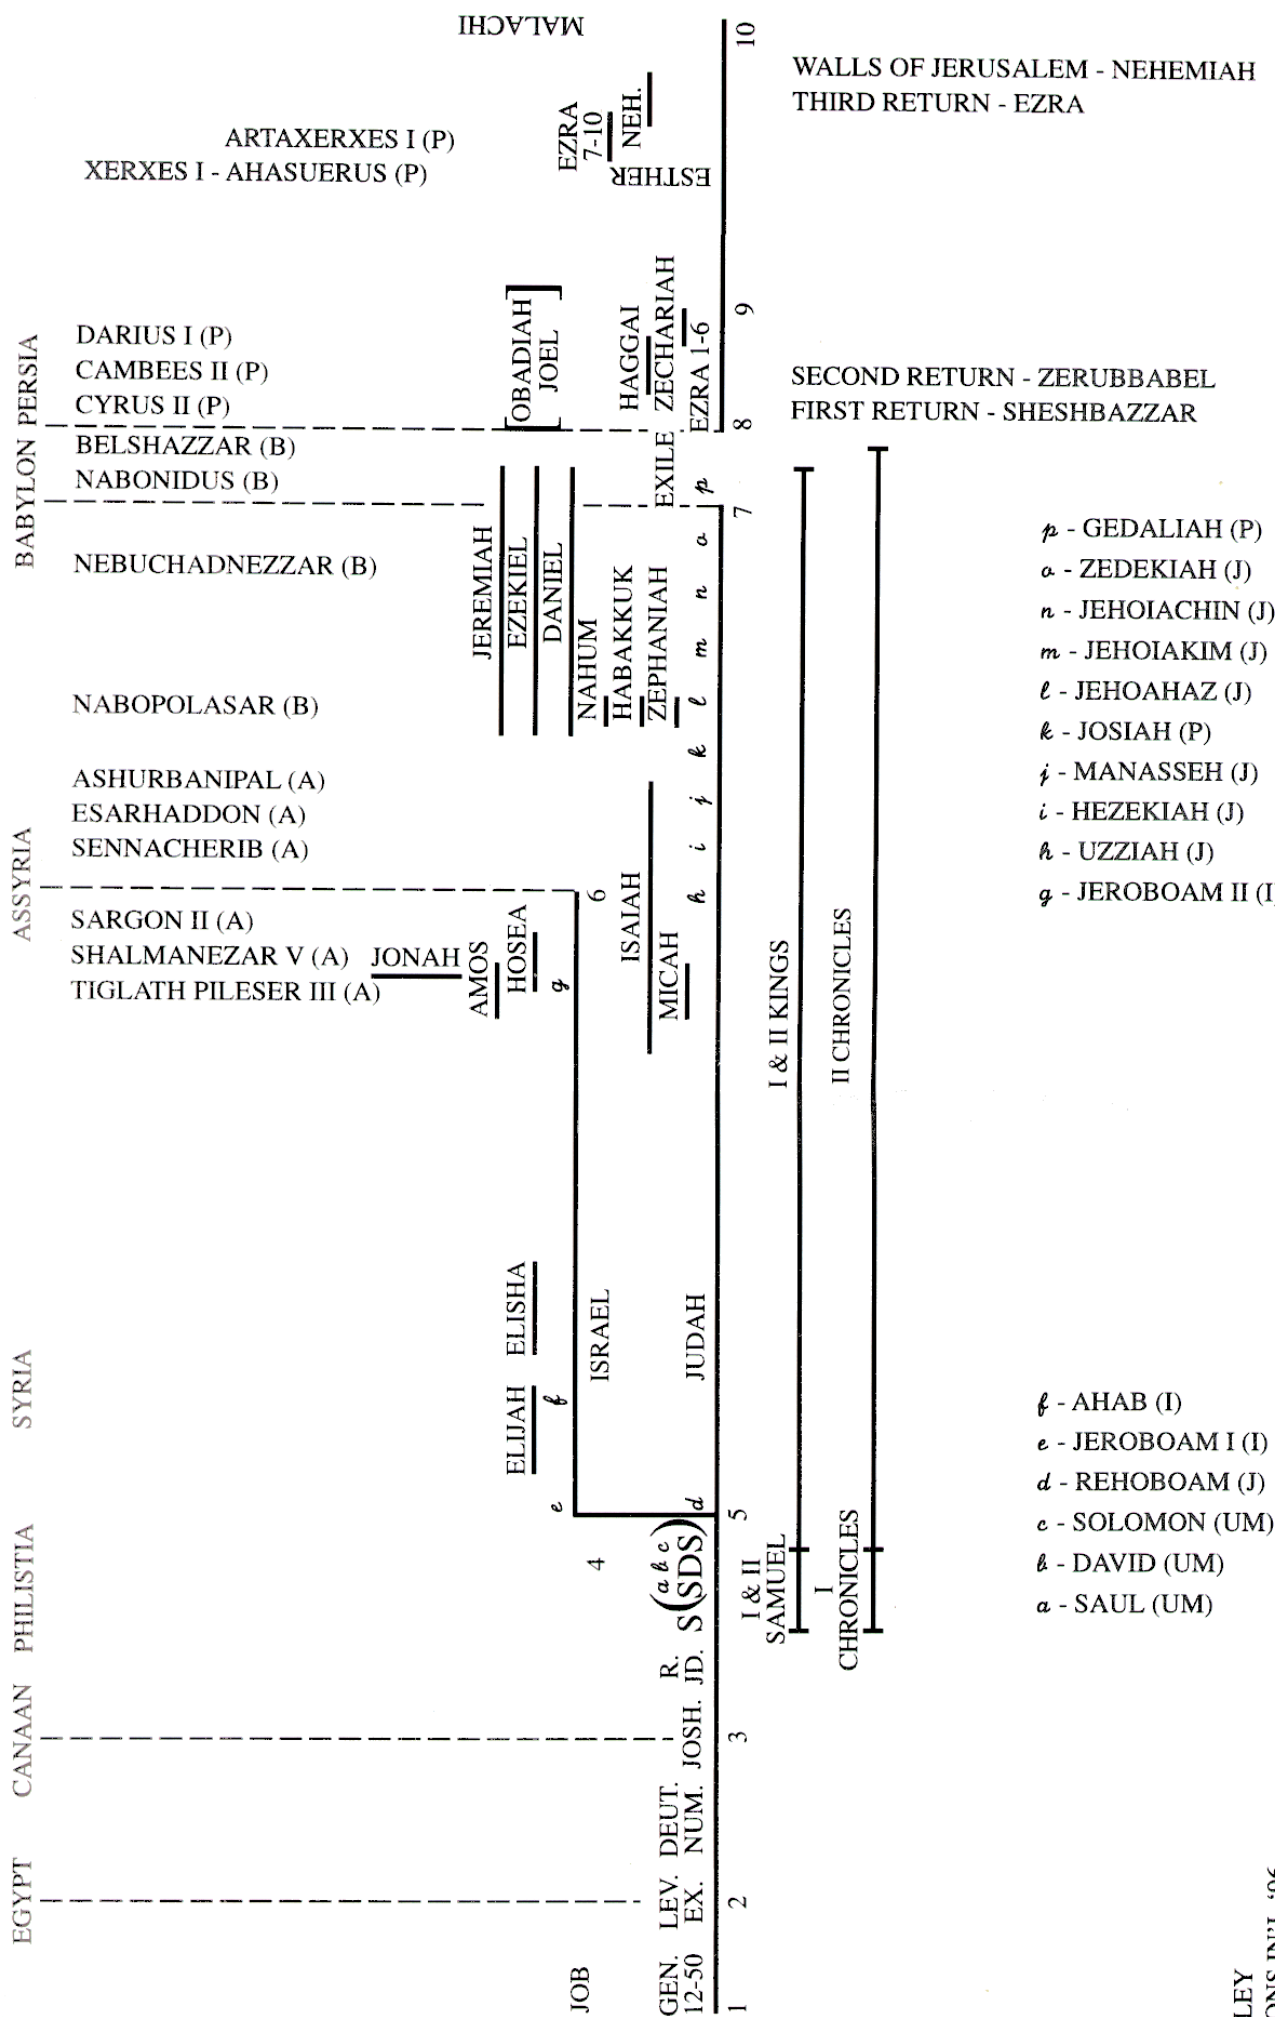 MALACHI
10
WALLS OF JERUSALEM - NEHEMIAH
THIRD RETURN - EZRA
ARTAXERXES I (P)
XERXES I - AHASUERUS (P)
EZRA
7-10
NEH.
ESTHER
BABYLON PERSIA
DARIUS I (P)
CAMBEES II (P)
CYRUS II (P)
BELSHAZZAR (B)
NABONIDUS (B)
NEBUCHADNEZZAR (B)
NABOPOLASAR (B)
[OBADIAH
JOEL]
HAGGAI
ZECHARIAH
EZRA 1-6
9
SECOND RETURN - ZERUBBABEL
FIRST RETURN - SHESHBAZZAR
8
EXILE
p
7
JEREMIAH
EZEKIEL
DANIEL
NAHUM
HABAKKUK
ZEPHANIAH
h i j k l m n o
p - GEDALIAH (P)
o - ZEDEKIAH (J)
n - JEHOIACHIN (J)
m - JEHOIAKIM (J)
l - JEHOAHAZ (J)
k - JOSIAH (P)
j - MANASSEH (J)
i - HEZEKIAH (J)
h - UZZIAH (J)
g - JEROBOAM II (I)
ASSYRIA
ASHURBANIPAL (A)
ESARHADDON (A)
SENNACHERIB (A)
SARGON II (A)
SHALMANEZAR V (A)
TIGLATH PILESER III (A)
JONAH
AMOS
HOSEA
g
6
ISAIAH
MICAH
I & II KINGS
II CHRONICLES
SYRIA
ELIJAH
ELISHA
e
f
ISRAEL
JUDAH
d
5
f - AHAB (I)
e - JEROBOAM I (I)
d - REHOBOAM (J)
c - SOLOMON (UM)
b - DAVID (UM)
a - SAUL (UM)
PHILISTIA
4
a b c
S(SDS)
I & II
SAMUEL
I
CHRONICLES
CANAAN
R.
JOSH. JD.
3
EGYPT
LEV. DEUT.
EX. NUM.
2
JOB
GEN.
12-50
1
LEY